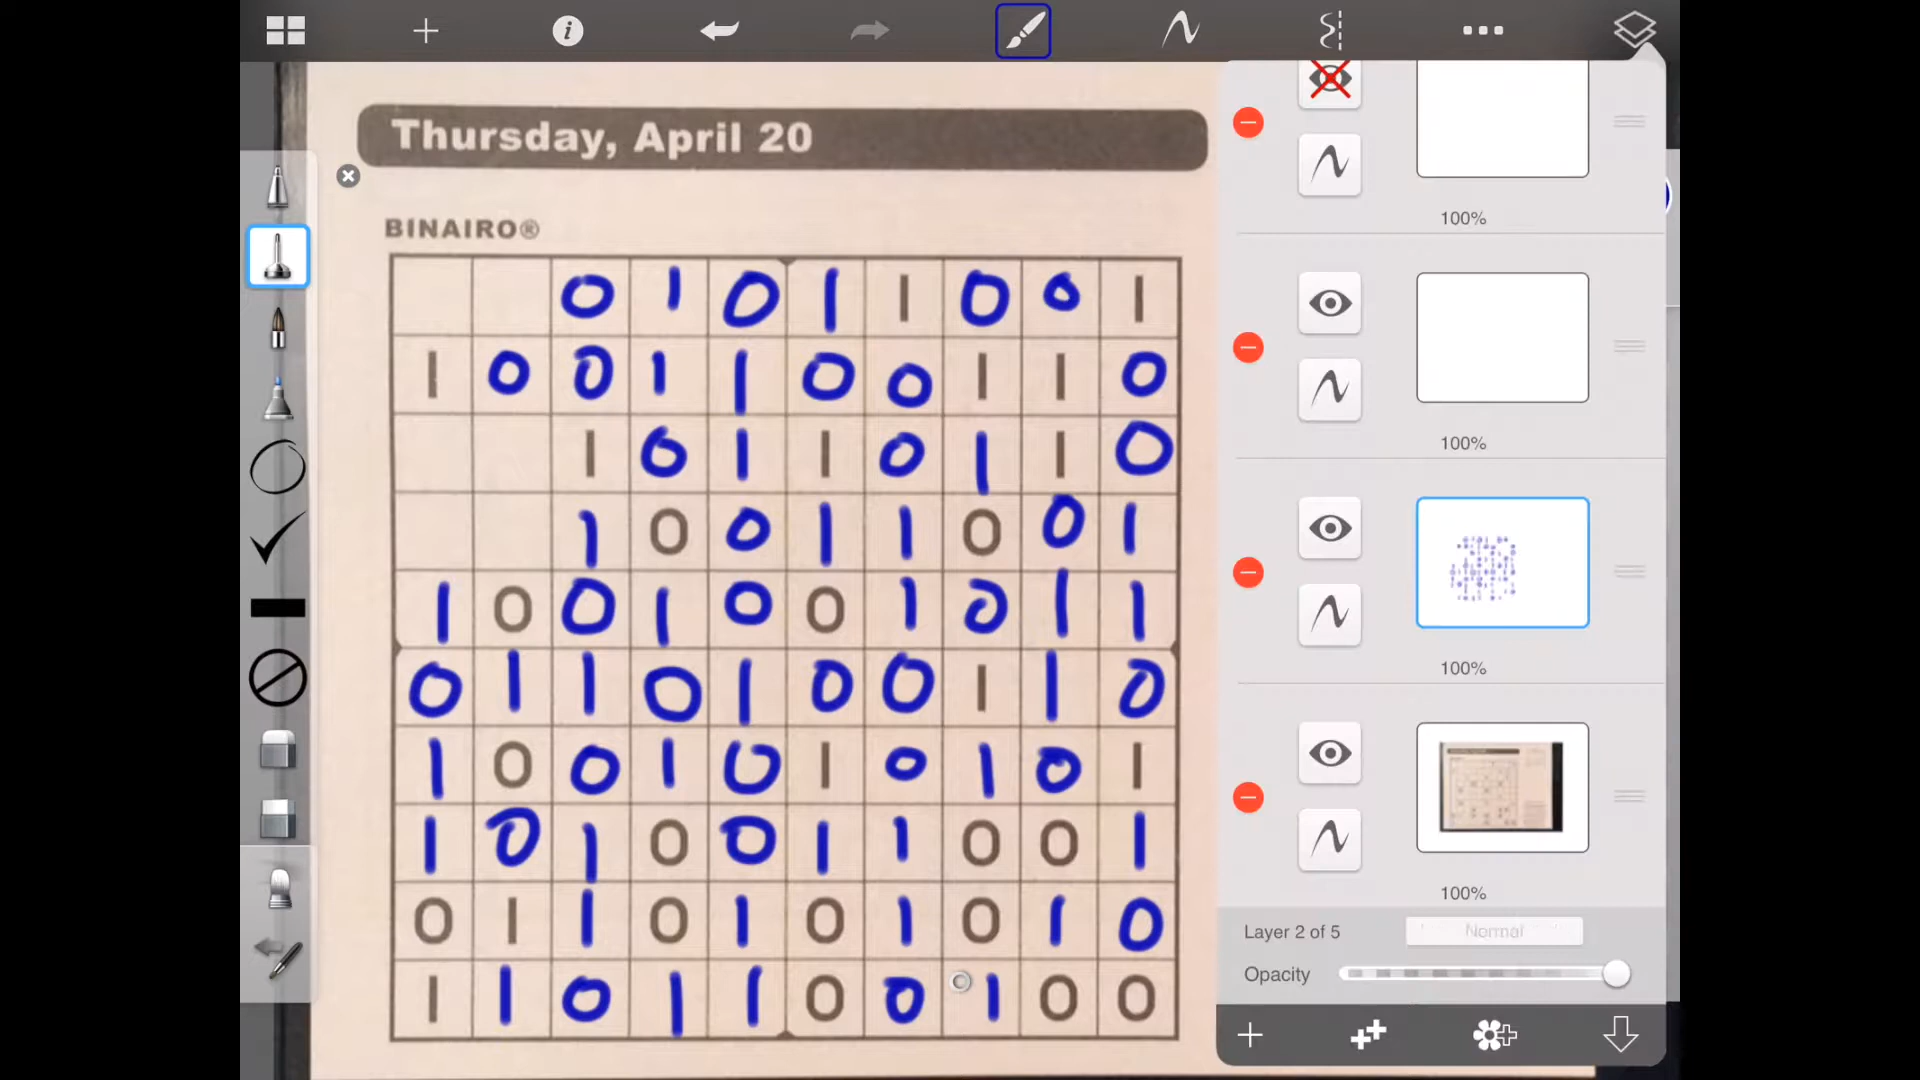 Thursday, April 20
BINAIRO®
0 1 0 1 1 0 0 1
1 0 0 1 1 0 0 1 1 0
1 0 1 1 0 1 1 0
1 0 0 1 1 0 0 1
1 0 0 1 0 0 1 0 1 1
0 1 1 0 1 0 0 1 1 0
1 0 0 1 0 1 0 1 0 1
1 0 1 0 0 1 1 0 0 1
0 1 1 0 1 0 1 0 1 0
1 1 0 1 1 0 0 1 0 0
100%
100%
100%
100%
Layer 2 of 5 Normal
Opacity